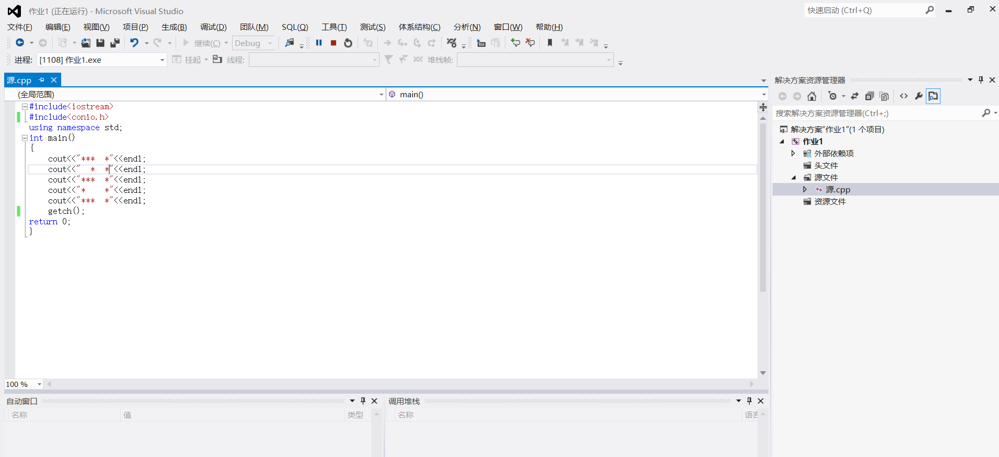 作业1 (正在运行) - Microsoft Visual Studio
快速启动 (Ctrl+Q)
文件(F) 编辑(E) 视图(V) 项目(P) 生成(B) 调试(D) 团队(M) SQL(Q) 工具(T) 测试(S) 体系结构(C) 分析(N) 窗口(W) 帮助(H)
继续(C) Debug
进程: [1108] 作业1.exe 挂起 线程: 堆栈帧:
源.cpp
(全局范围) main()
#include<iostream>
#include<conio.h>
using namespace std;
int main()
{
    cout<<"***  *"<<endl;
    cout<<"  *  *"<<endl;
    cout<<"***  *"<<endl;
    cout<<"*    *"<<endl;
    cout<<"***  *"<<endl;
    getch();
return 0;
}
100 %
自动窗口
名称 值 类型
调用堆栈
名称 语言
解决方案资源管理器
搜索解决方案资源管理器(Ctrl+;)
解决方案“作业1”(1 个项目)
作业1
外部依赖项
头文件
源文件
源.cpp
资源文件